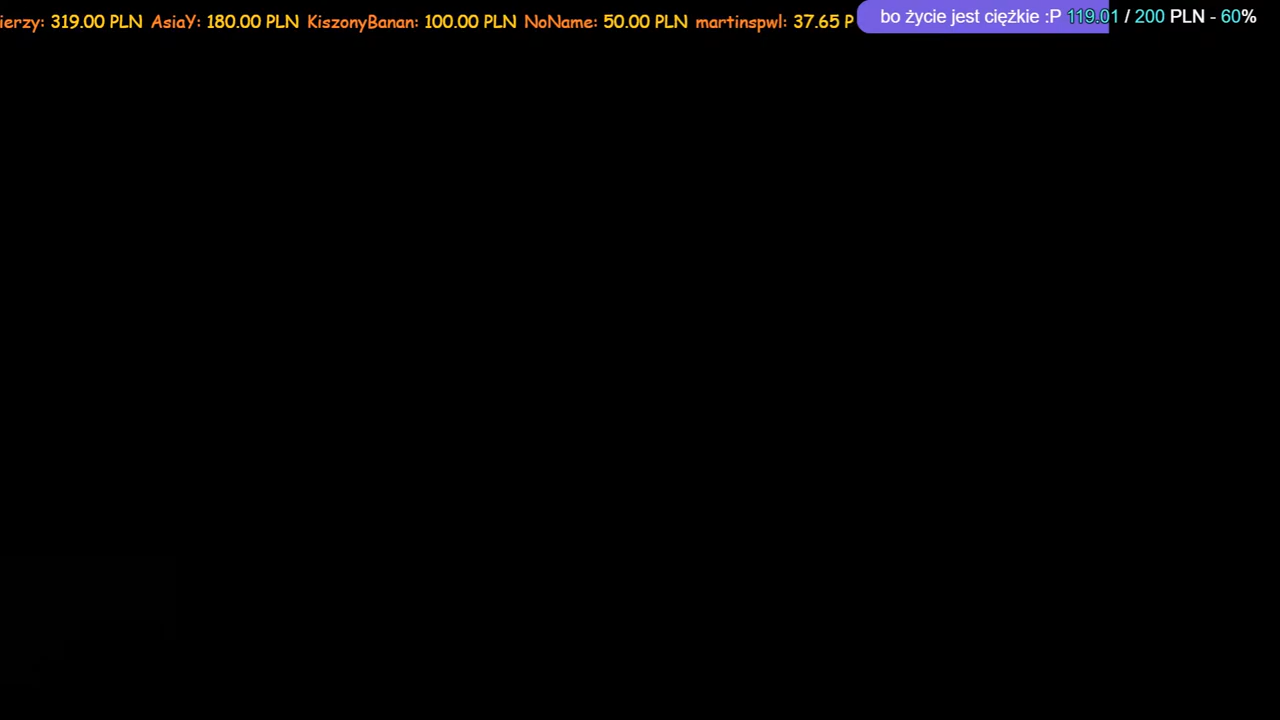 ierzy: 319.00 PLN AsiaY: 180.00 PLN KiszonyBanan: 100.00 PLN NoName: 50.00 PLN martinspwl: 37.65 P
bo życie jest ciężkie :P 119.01 / 200 PLN - 60%